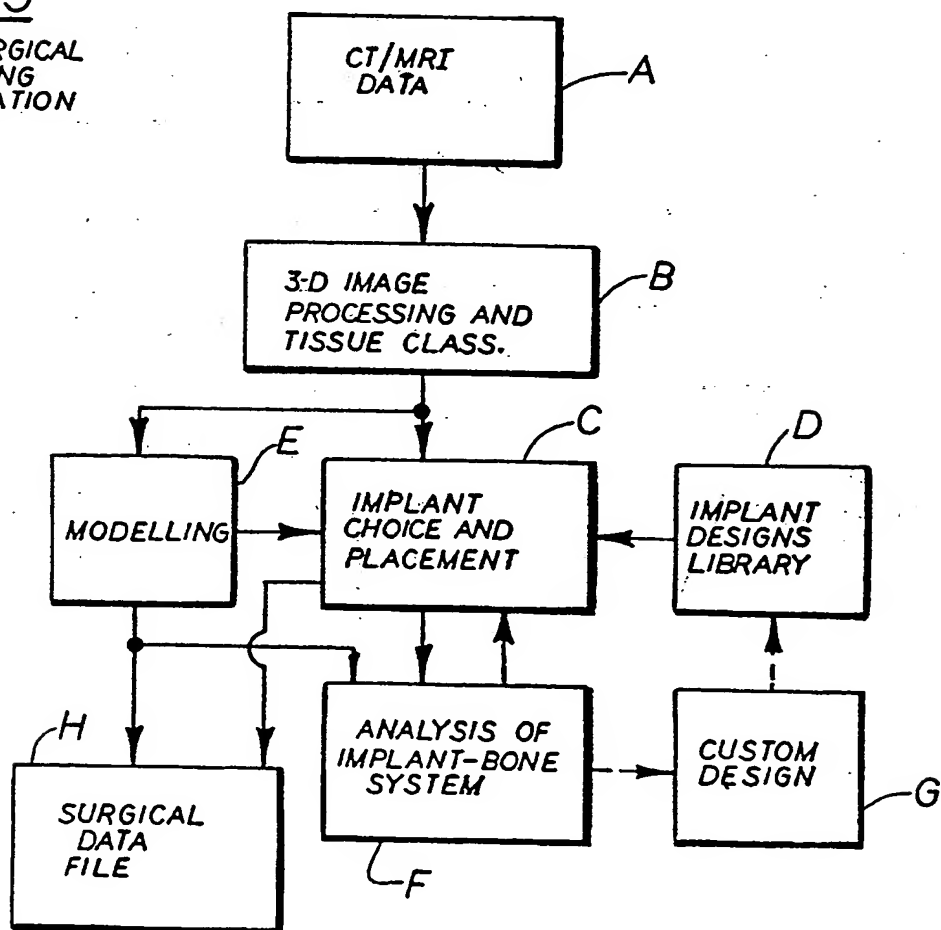 CT/MRI
DATA
A
3-D IMAGE
PROCESSING AND
TISSUE CLASS.
B
E
MODELLING
C
IMPLANT
CHOICE AND
PLACEMENT
D
IMPLANT
DESIGNS
LIBRARY
H
SURGICAL
DATA
FILE
ANALYSIS OF
IMPLANT-BONE
SYSTEM
F
CUSTOM
DESIGN
G